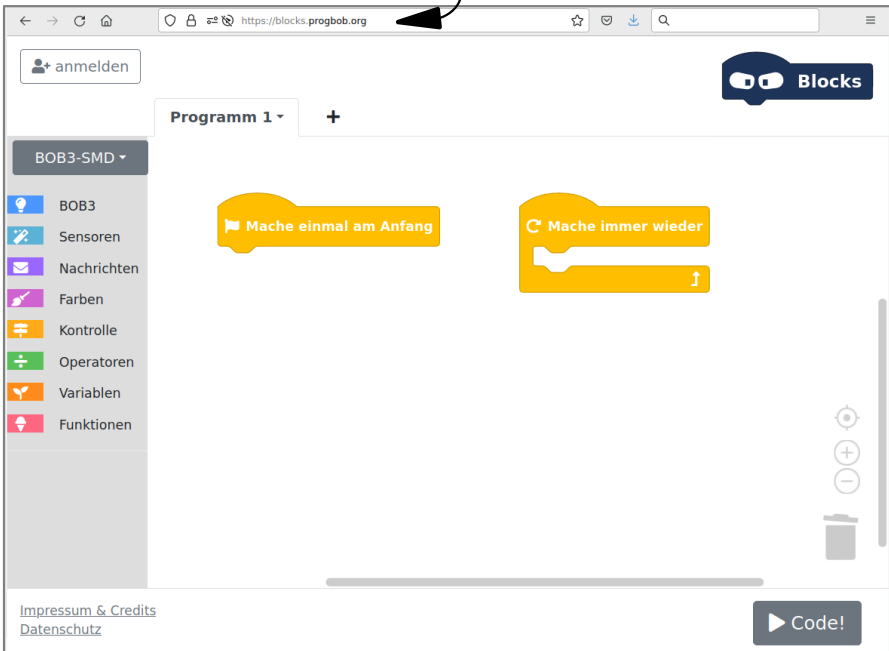 https://blocks.progbob.org
anmelden
Blocks
Programm 1
+
BOB3-SMD
BOB3
Sensoren
Nachrichten
Farben
Kontrolle
Operatoren
Variablen
Funktionen
Mache einmal am Anfang
Mache immer wieder
Impressum & Credits
Datenschutz
Code!